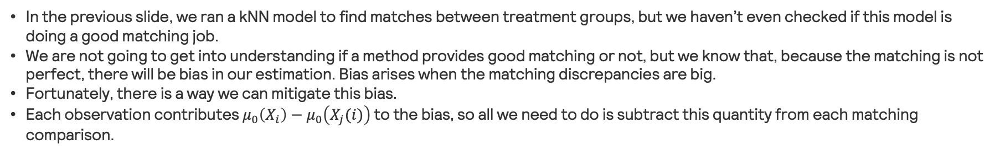 • In the previous slide, we ran a kNN model to find matches between treatment groups, but we haven’t even checked if this model is
doing a good matching job.
• We are not going to get into understanding if a method provides good matching or not, but we know that, because the matching is not
perfect, there will be bias in our estimation. Bias arises when the matching discrepancies are big.
• Fortunately, there is a way we can mitigate this bias.
• Each observation contributes μ₀(Xᵢ) − μ₀(Xⱼ(i)) to the bias, so all we need to do is subtract this quantity from each matching
comparison.